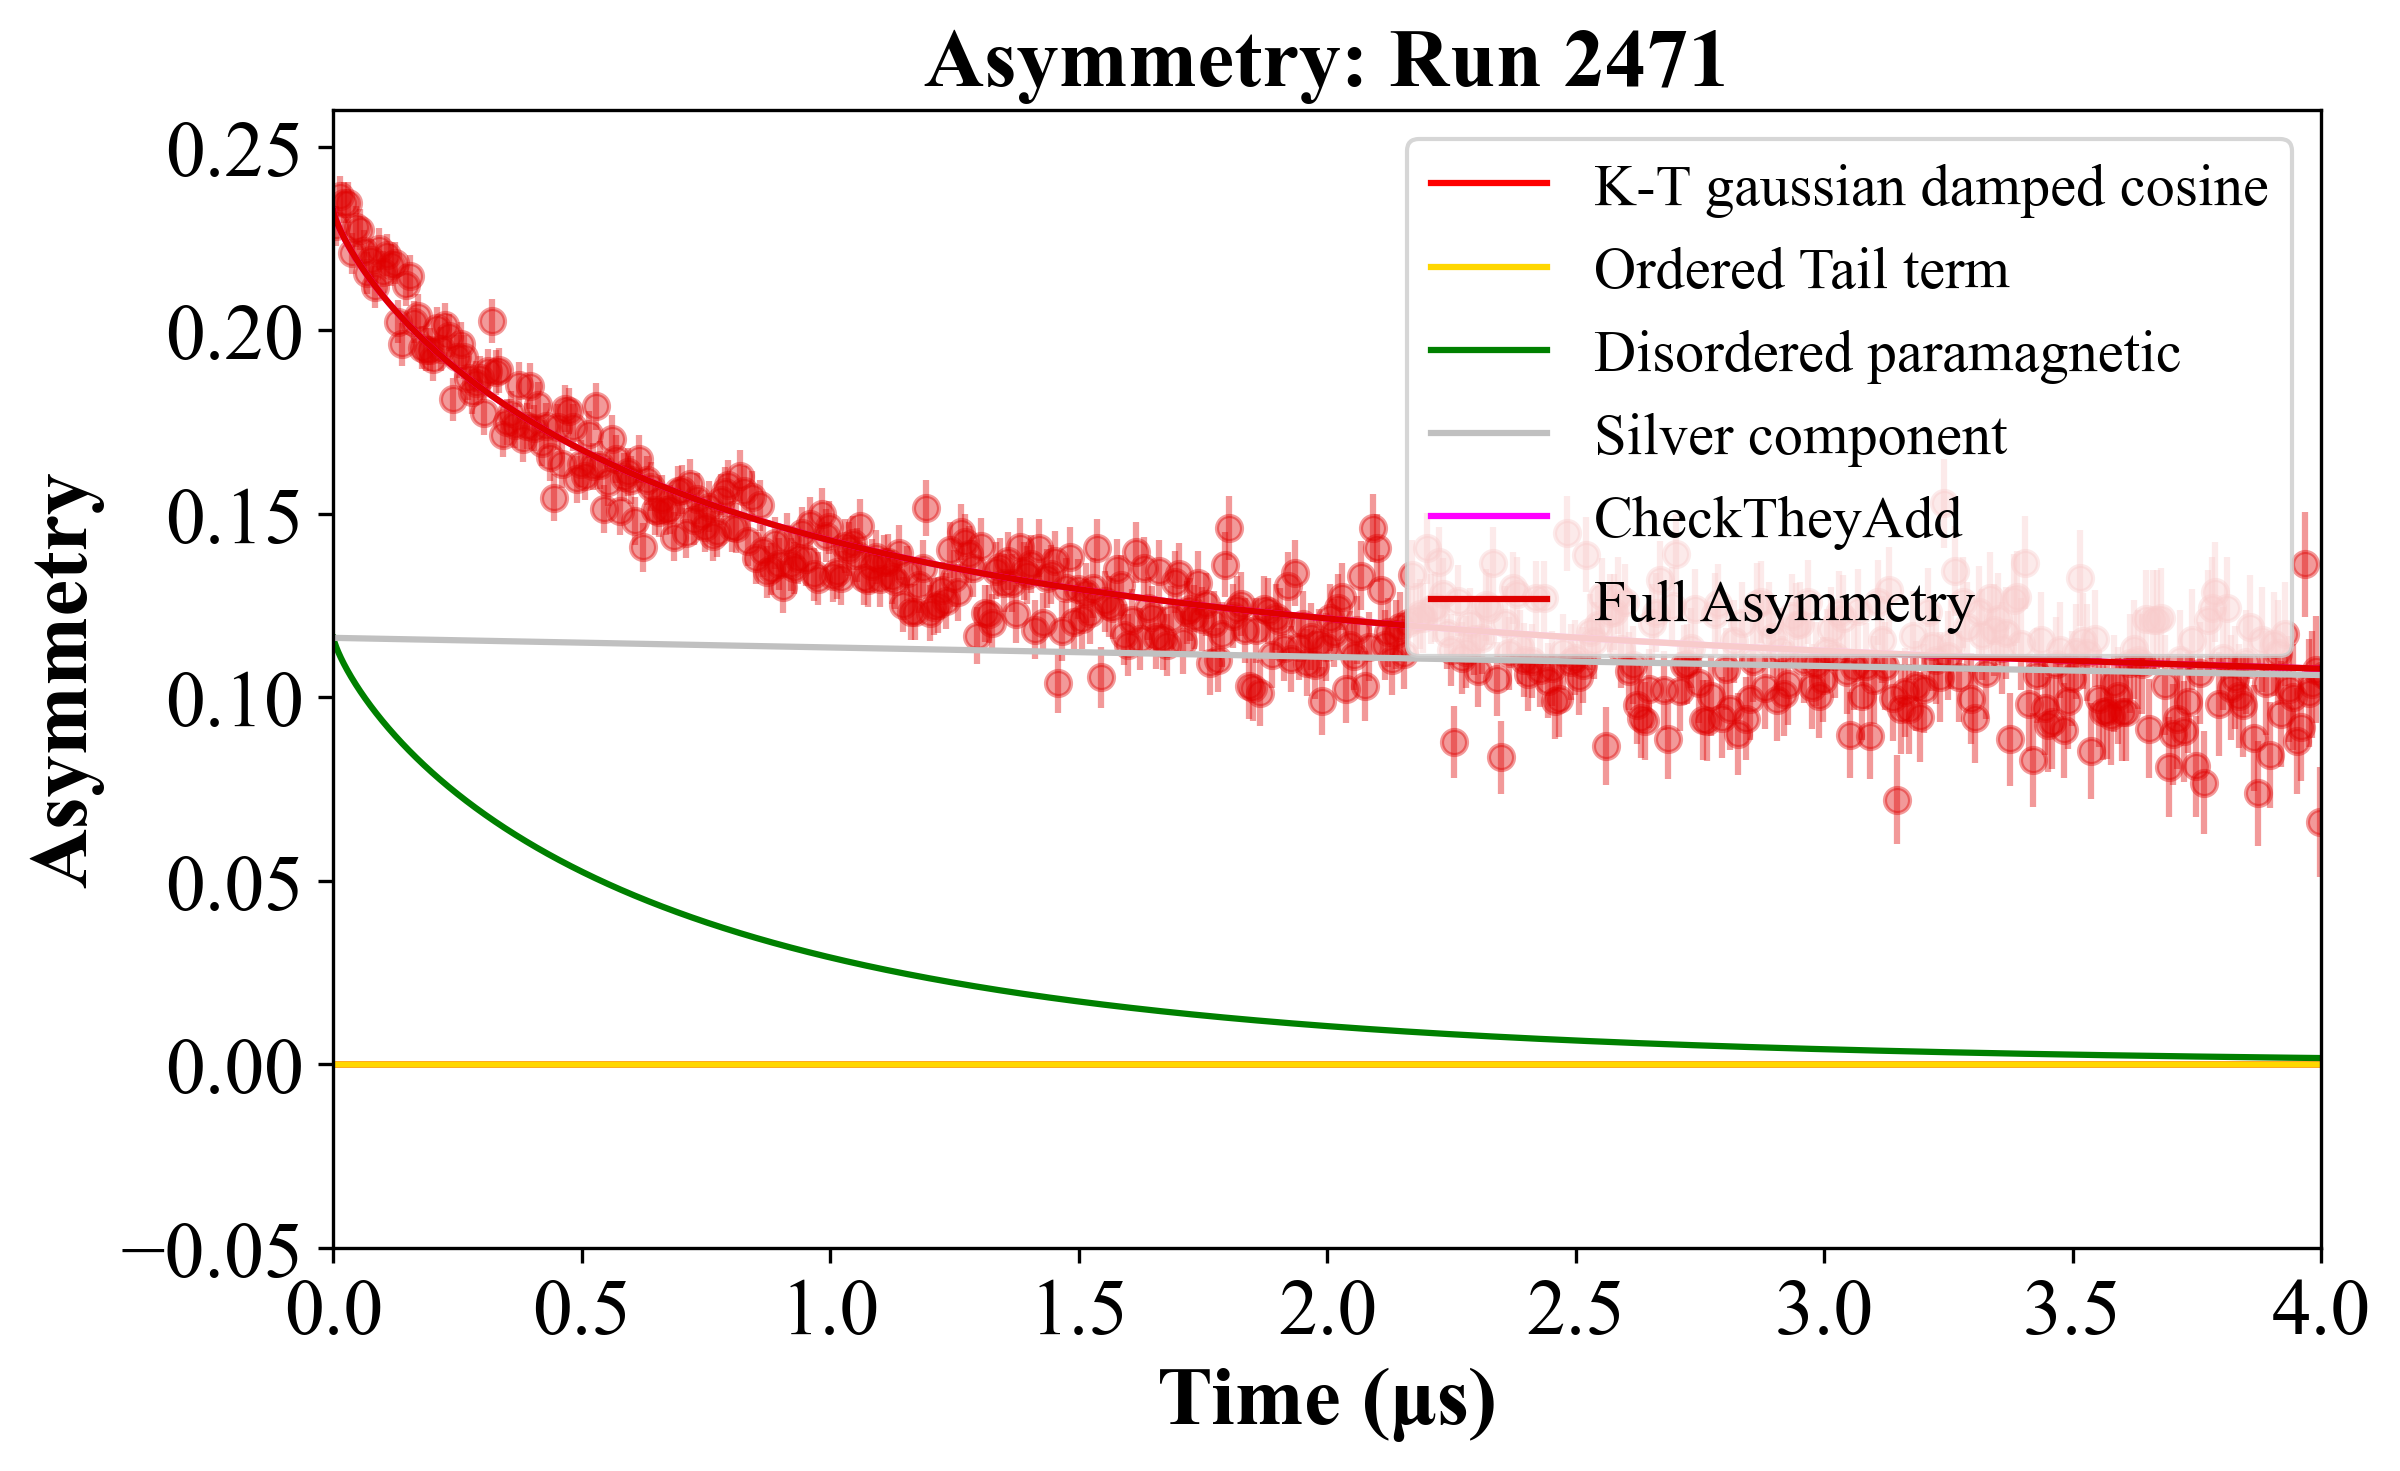 Asymmetry: Run 2471
Asymmetry
0.25
0.20
0.15
0.10
0.05
0.00
−0.05
K-T gaussian damped cosine
Ordered Tail term
Disordered paramagnetic
Silver component
CheckTheyAdd
Full Asymmetry
0.0 0.5 1.0 1.5 2.0 2.5 3.0 3.5 4.0
Time (μs)